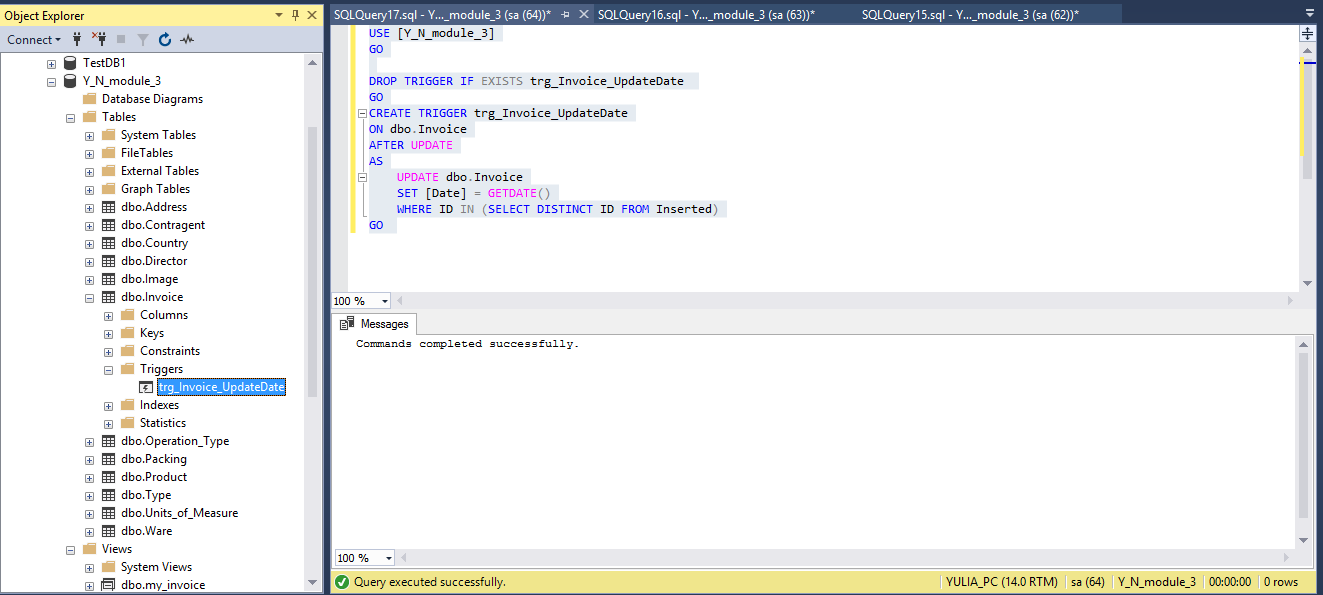 Object Explorer
Connect
TestDB1
Y_N_module_3
Database Diagrams
Tables
System Tables
FileTables
External Tables
Graph Tables
dbo.Address
dbo.Contragent
dbo.Country
dbo.Director
dbo.Image
dbo.Invoice
Columns
Keys
Constraints
Triggers
trg_Invoice_UpdateDate
Indexes
Statistics
dbo.Operation_Type
dbo.Packing
dbo.Product
dbo.Type
dbo.Units_of_Measure
dbo.Ware
Views
System Views
dbo.my_invoice
SQLQuery17.sql - Y..._module_3 (sa (64))* SQLQuery16.sql - Y..._module_3 (sa (63))* SQLQuery15.sql - Y..._module_3 (sa (62))*
USE [Y_N_module_3]
GO
DROP TRIGGER IF EXISTS trg_Invoice_UpdateDate
GO
CREATE TRIGGER trg_Invoice_UpdateDate
ON dbo.Invoice
AFTER UPDATE
AS
UPDATE dbo.Invoice
SET [Date] = GETDATE()
WHERE ID IN (SELECT DISTINCT ID FROM Inserted)
GO
100 %
Messages
Commands completed successfully.
100 %
Query executed successfully. YULIA_PC (14.0 RTM) sa (64) Y_N_module_3 00:00:00 0 rows